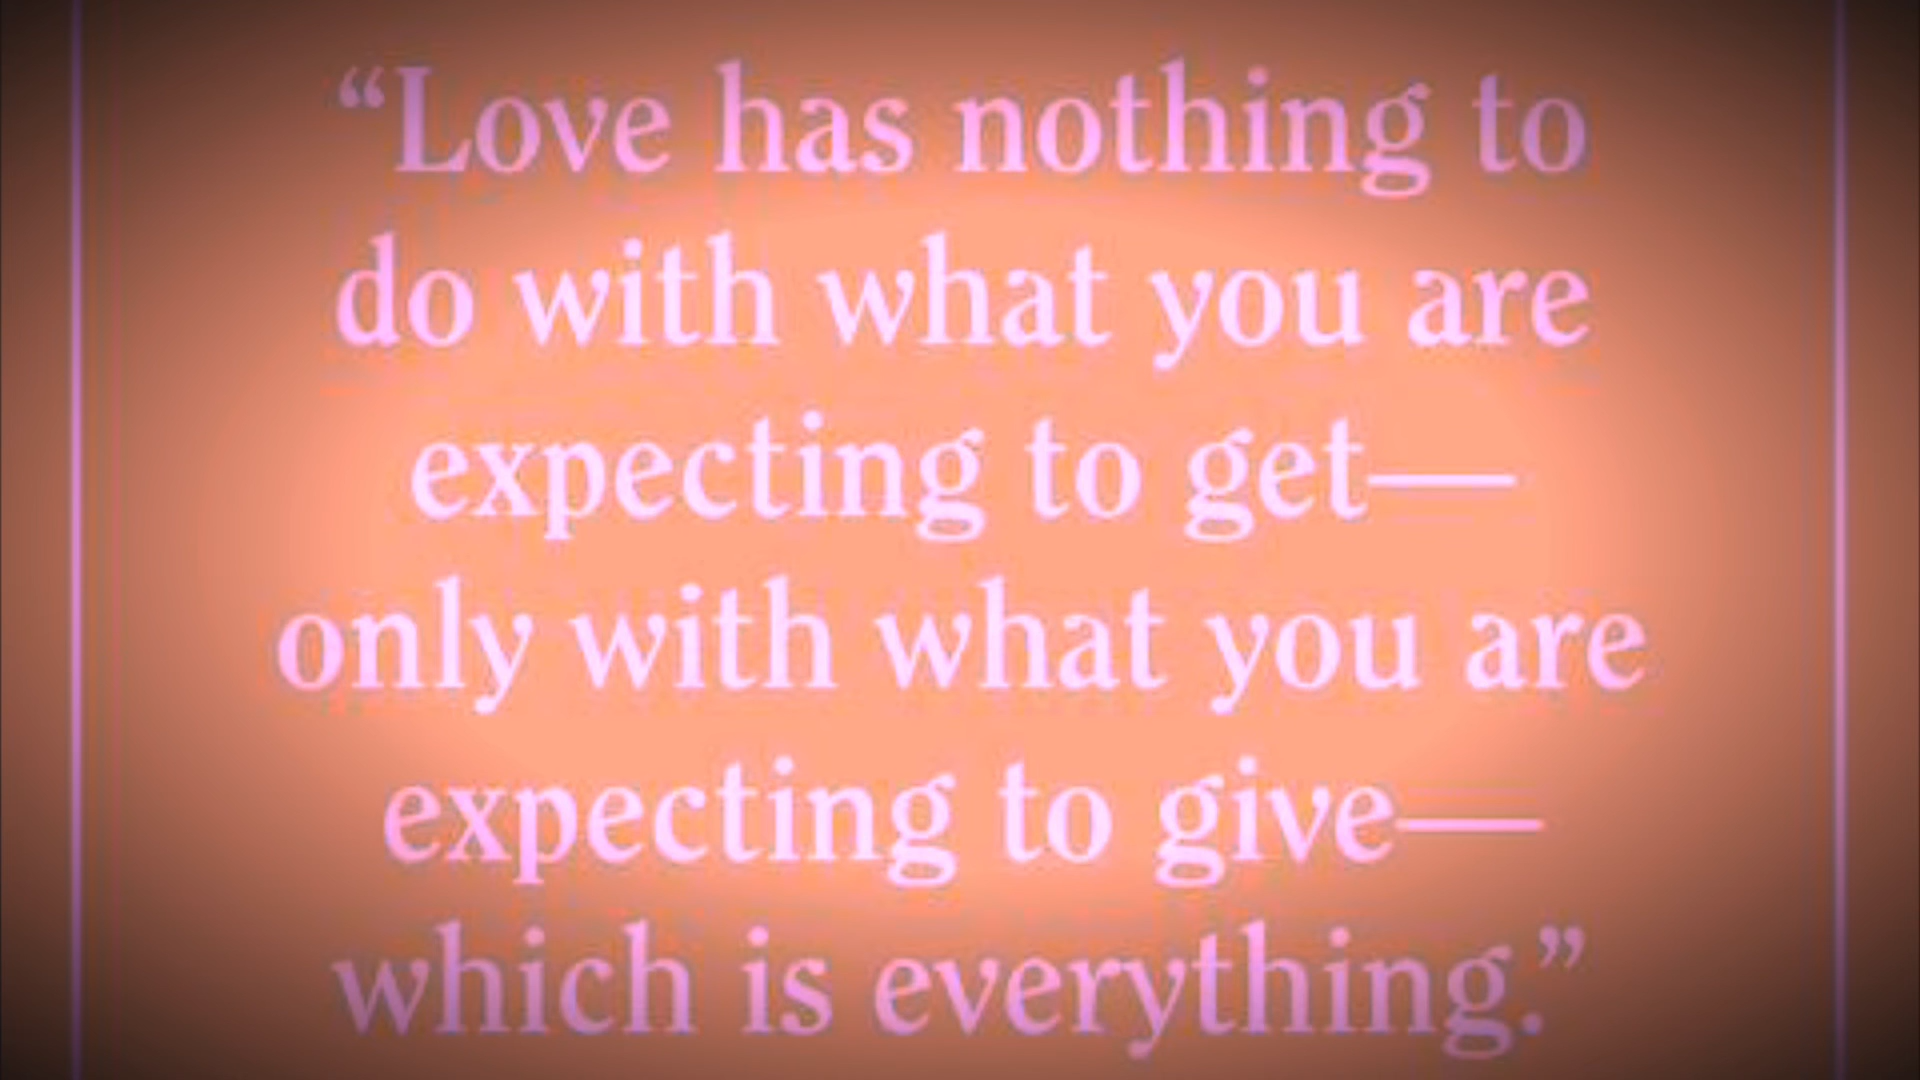 “Love has nothing to
do with what you are
expecting to get—
only with what you are
expecting to give—
which is everything.”